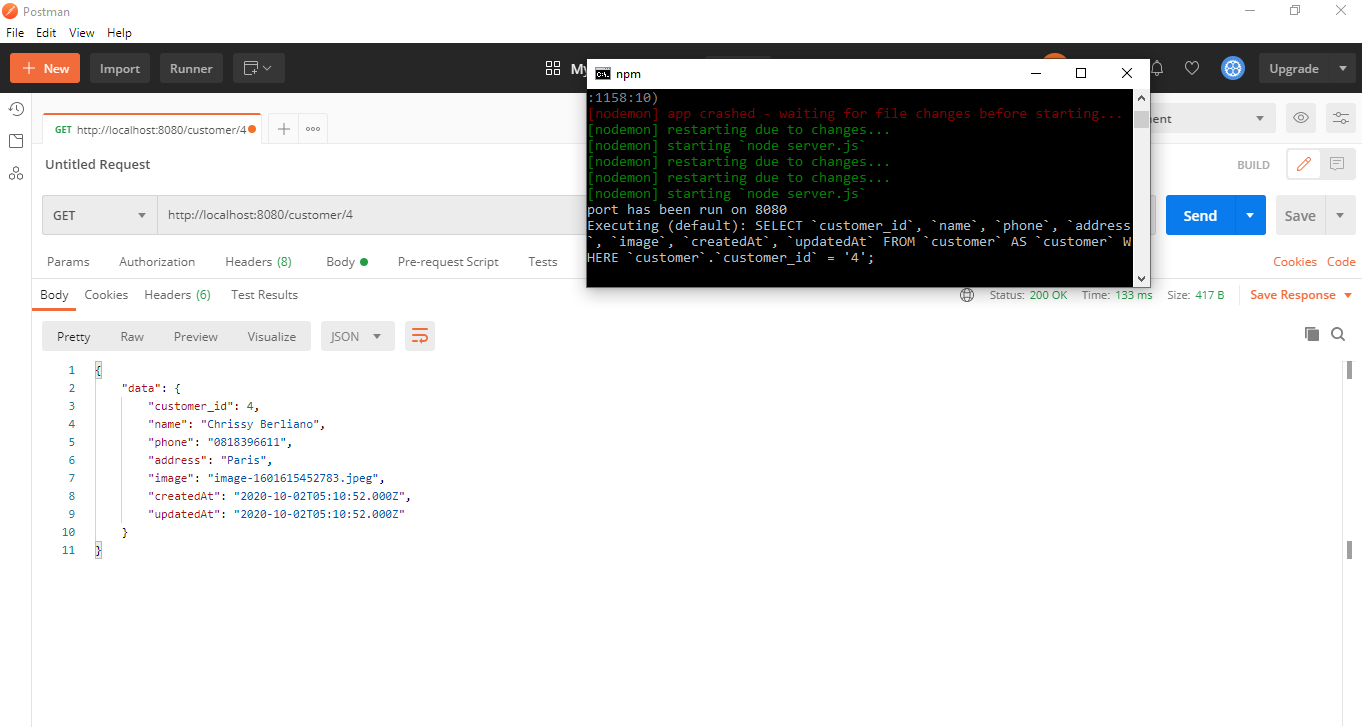 Postman
File Edit View Help
New Import Runner
My
Upgrade
npm
:1158:10)
[nodemon] app crashed - waiting for file changes before starting...
[nodemon] restarting due to changes...
[nodemon] starting `node server.js`
[nodemon] restarting due to changes...
[nodemon] restarting due to changes...
[nodemon] starting `node server.js`
port has been run on 8080
Executing (default): SELECT `customer_id`, `name`, `phone`, `address
`, `image`, `createdAt`, `updatedAt` FROM `customer` AS `customer` W
HERE `customer`.`customer_id` = '4';
GET http://localhost:8080/customer/4
ent
Untitled Request
BUILD
GET http://localhost:8080/customer/4
Send Save
Params Authorization Headers (8) Body Pre-request Script Tests
Cookies Code
Body Cookies Headers (6) Test Results
Status: 200 OK Time: 133 ms Size: 417 B Save Response
Pretty Raw Preview Visualize JSON
1 {
2 "data": {
3 "customer_id": 4,
4 "name": "Chrissy Berliano",
5 "phone": "0818396611",
6 "address": "Paris",
7 "image": "image-1601615452783.jpeg",
8 "createdAt": "2020-10-02T05:10:52.000Z",
9 "updatedAt": "2020-10-02T05:10:52.000Z"
10 }
11 }